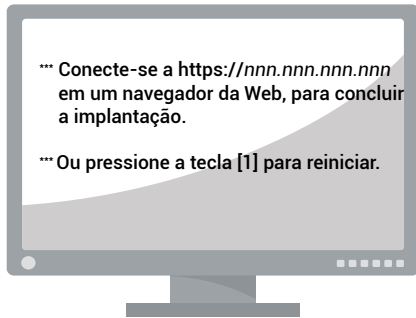 *** Conecte-se a https://nnn.nnn.nnn.nnn
em um navegador da Web, para concluir
a implantação.
*** Ou pressione a tecla [1] para reiniciar.